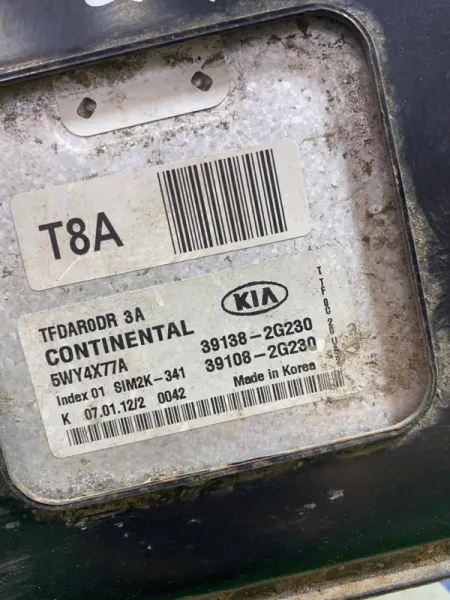 T8A
TFDAR0DR 3A
KIA
CONTINENTAL
39138-2G230
5WY4X77A
39108-2G230
Index 01 SIM2K-341
Made in Korea
K 07.01.12/2 0042